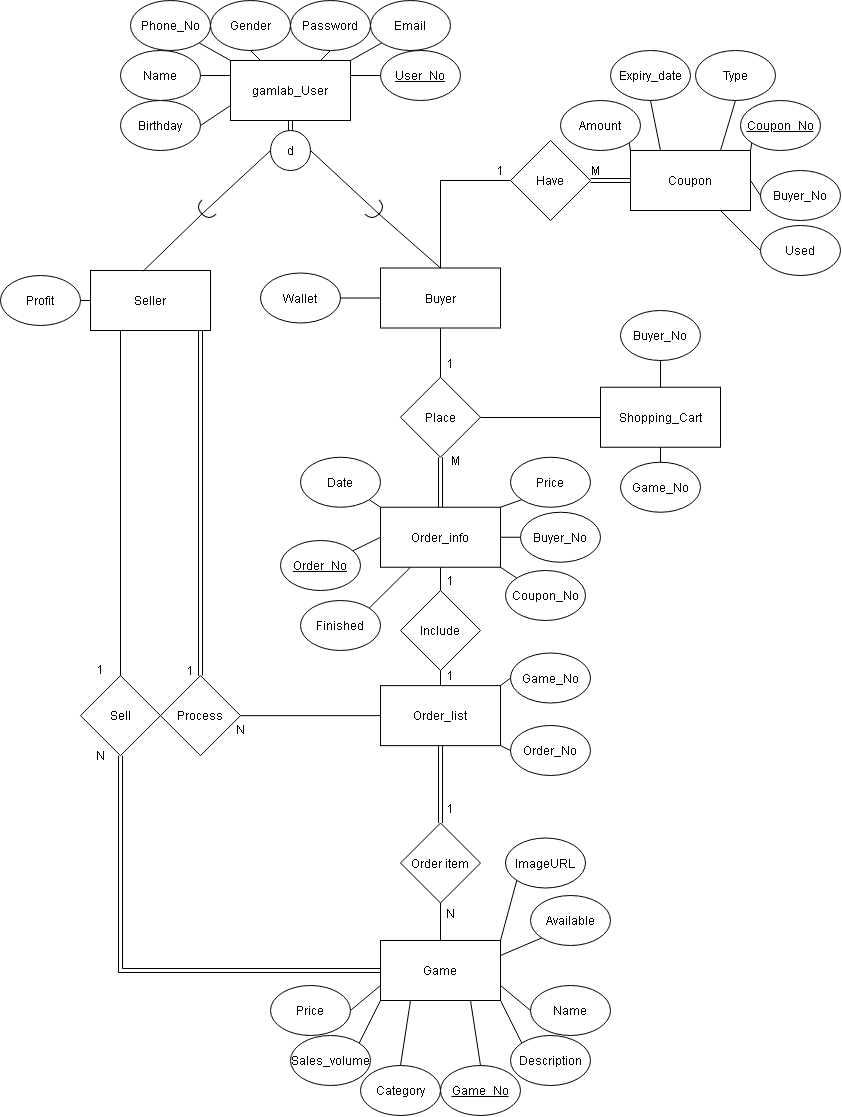 Phone_No
Gender
Password
Email
Name
gamlab_User
User_No
Birthday
d
Expiry_date
Type
Amount
Coupon_No
1
Have
M
Coupon
Buyer_No
Used
Profit
Seller
Wallet
Buyer
Buyer_No
1
Place
Shopping_Cart
M
Game_No
Date
Price
Order_info
Buyer_No
Order_No
1
Coupon_No
Finished
Include
1
1
1
Game_No
Sell
Process
Order_list
N
N
Order_No
1
Order item
ImageURL
N
Available
Game
Price
Name
Sales_volume
Description
Category
Game_No